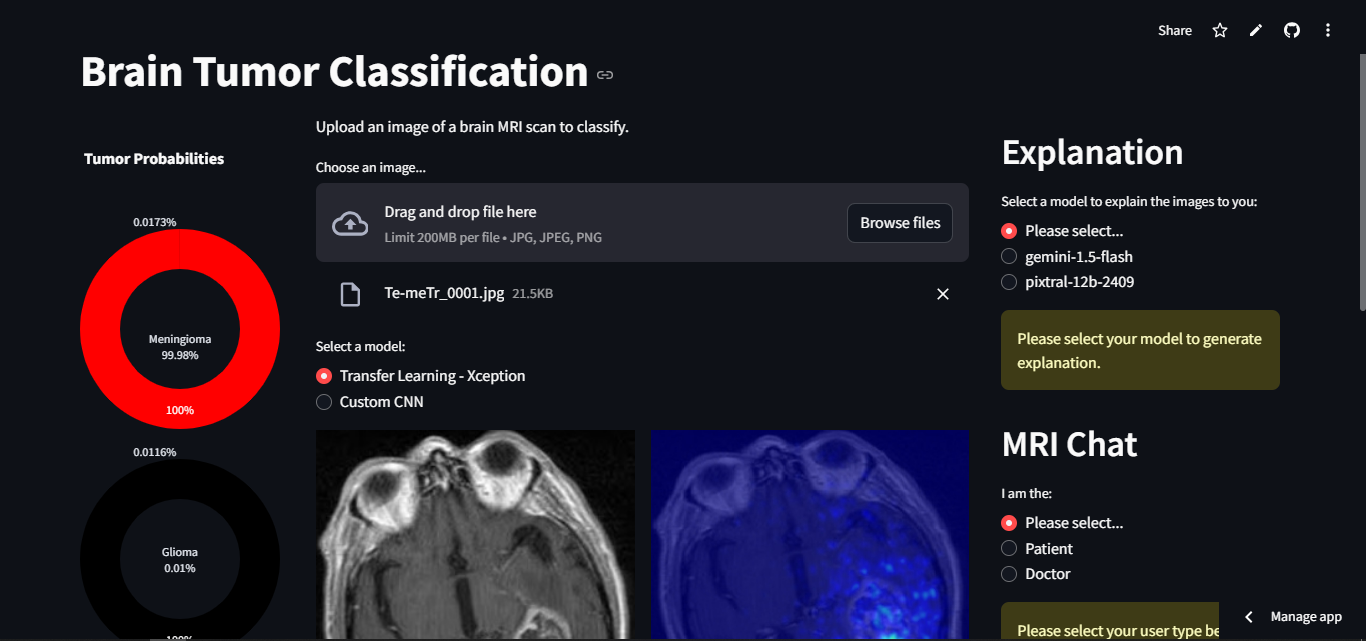 Share
Brain Tumor Classification
Tumor Probabilities
0.0173%
Meningioma
99.98%
100%
0.0116%
Glioma
0.01%
100%
Upload an image of a brain MRI scan to classify.
Choose an image...
Drag and drop file here
Limit 200MB per file • JPG, JPEG, PNG
Browse files
Te-meTr_0001.jpg 21.5KB
Select a model:
Transfer Learning - Xception
Custom CNN
Explanation
Select a model to explain the images to you:
Please select...
gemini-1.5-flash
pixtral-12b-2409
Please select your model to generate
explanation.
MRI Chat
I am the:
Please select...
Patient
Doctor
Please select your user type be
Manage app